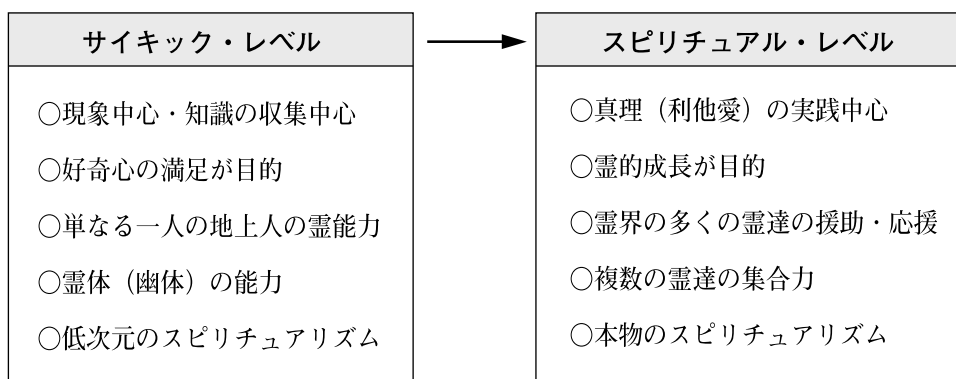 サイキック・レベル
○現象中心・知識の収集中心
○好奇心の満足が目的
○単なる一人の地上人の霊能力
○霊体（幽体）の能力
○低次元のスピリチュアリズム
スピリチュアル・レベル
○真理（利他愛）の実践中心
○霊的成長が目的
○霊界の多くの霊達の援助・応援
○複数の霊達の集合力
○本物のスピリチュアリズム